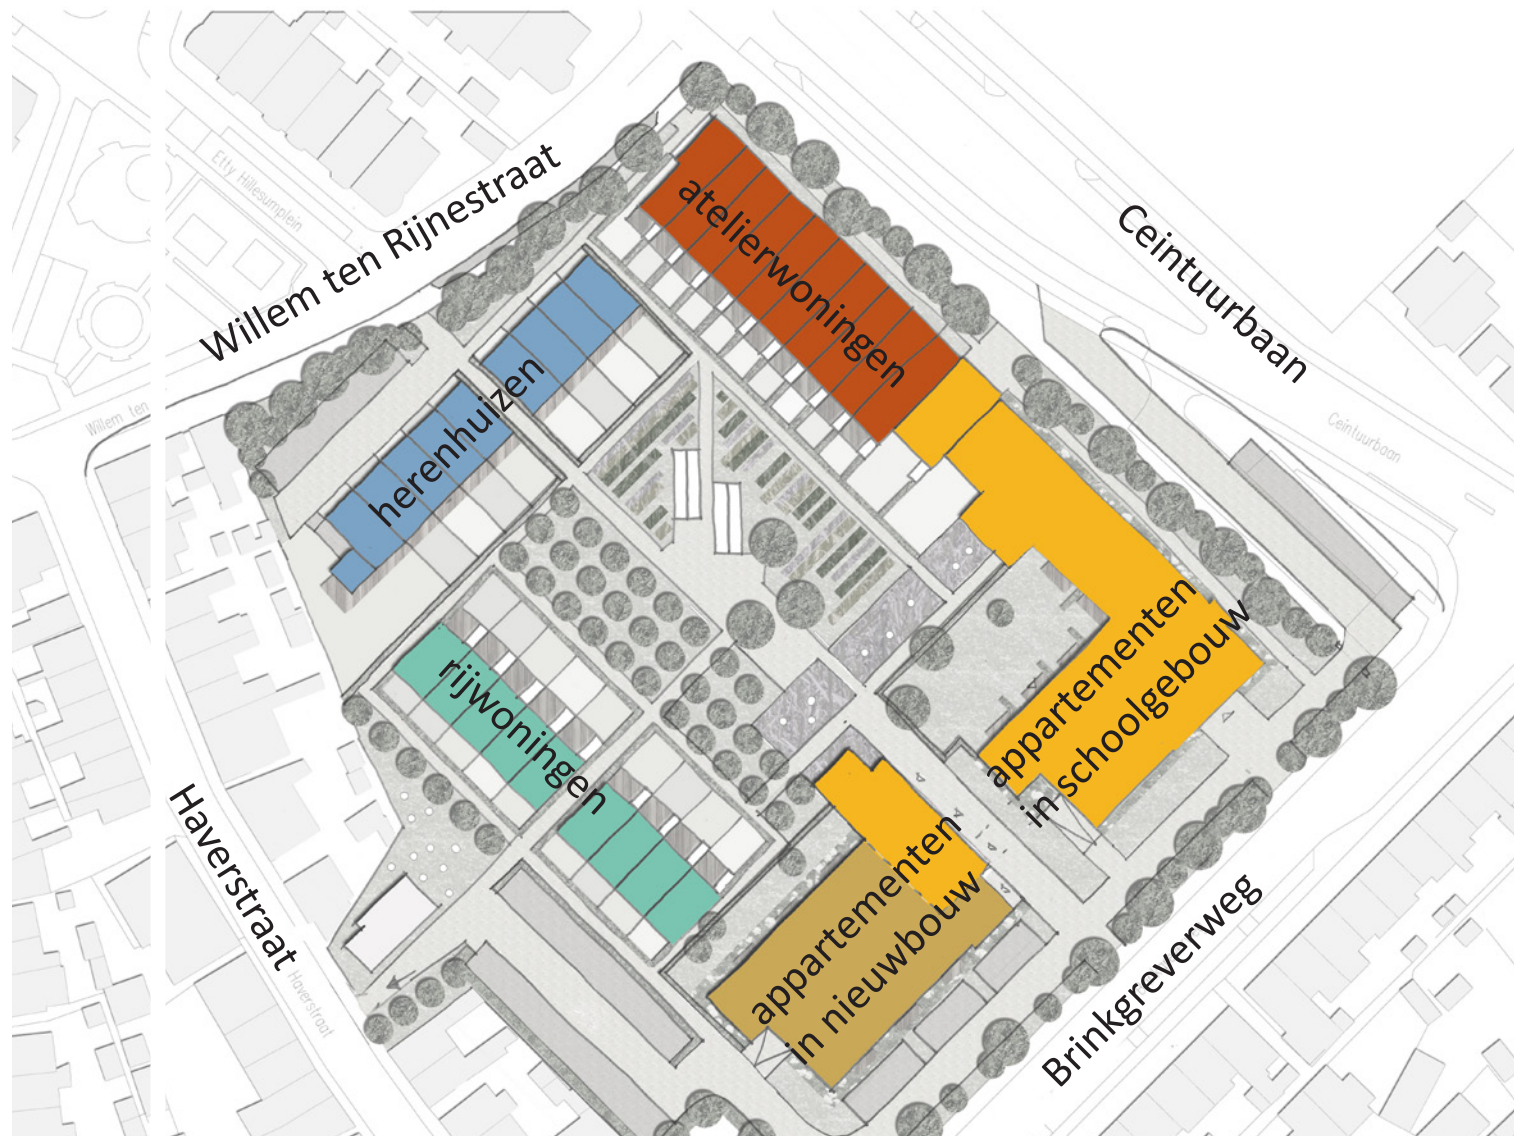 Etty Hillesumplein
Willem ten Rijnestraat
atelierwoningen
Ceintuurbaan
herenhuizen
Willem ten
Ceintuurbaan
rijwoningen
appartementen
in schoolgebouw
Haverstraat
appartementen
in nieuwbouw
Brinkgreverweg
Haverstraat